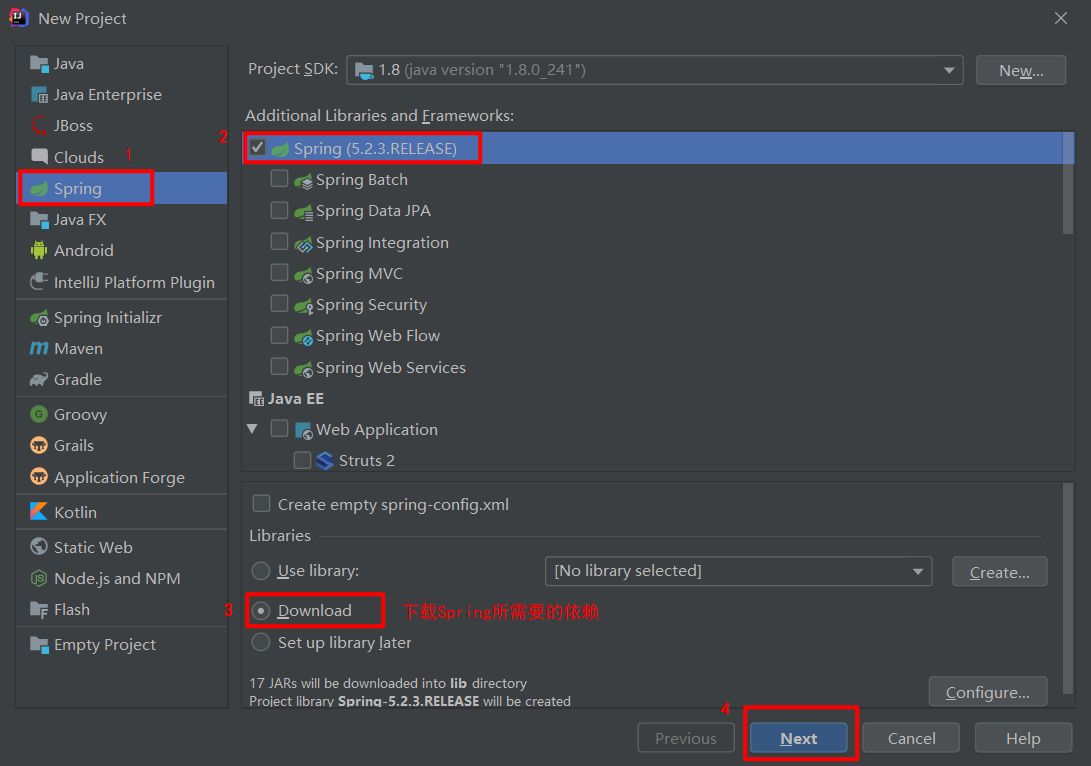 New Project
Java
Java Enterprise
JBoss
Clouds
1
Spring
Java FX
Android
IntelliJ Platform Plugin
Spring Initializr
Maven
Gradle
Groovy
Grails
Application Forge
Kotlin
Static Web
Node.js and NPM
Flash
Empty Project
Project SDK:
1.8 (java version "1.8.0_241")
New...
Additional Libraries and Frameworks:
2
Spring (5.2.3.RELEASE)
Spring Batch
Spring Data JPA
Spring Integration
Spring MVC
Spring Security
Spring Web Flow
Spring Web Services
Java EE
Web Application
Struts 2
Create empty spring-config.xml
Libraries
Use library:
[No library selected]
Create...
3
Download
下载Spring所需要的依赖
Set up library later
17 JARs will be downloaded into lib directory
Project library Spring-5.2.3.RELEASE will be created
Configure...
4
Previous
Next
Cancel
Help